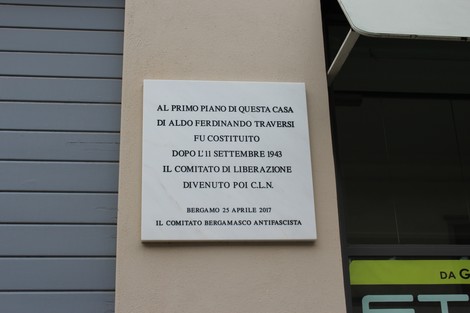 AL PRIMO PIANO DI QUESTA CASA
DI ALDO FERDINANDO TRAVERSI
FU COSTITUITO
DOPO L'11 SETTEMBRE 1943
IL COMITATO DI LIBERAZIONE
DIVENUTO POI C.L.N.
BERGAMO 25 APRILE 2017
IL COMITATO BERGAMASCO ANTIFASCISTA
DA